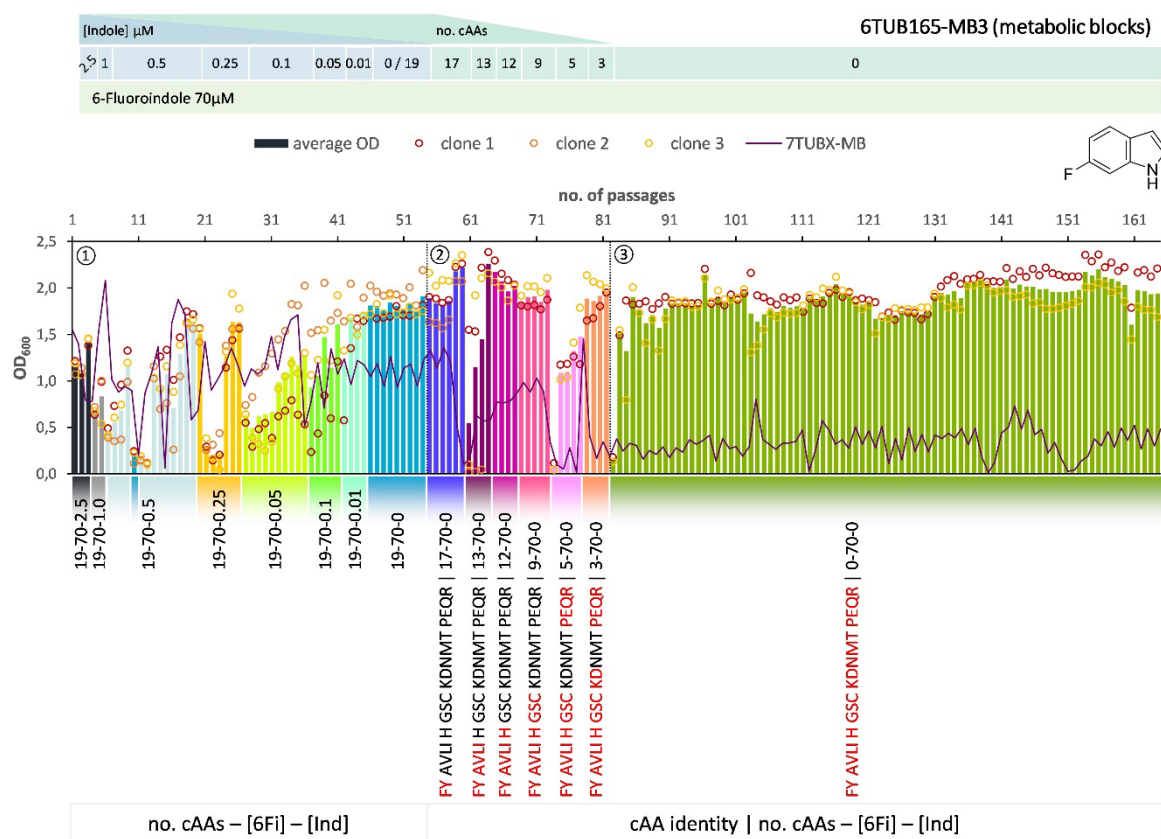 [Indole] µM
no. cAAs
6TUB165-MB3 (metabolic blocks)
2.5 1 0.5 0.25 0.1 0.05 0.01 0 / 19 17 13 12 9 5 3 0
6-Fluoroindole 70µM
average OD clone 1 clone 2 clone 3 7TUBX-MB
F
N
H
no. of passages
1 11 21 31 41 51 61 71 81 91 101 111 121 131 141 151 161
2,5
2,0
1,5
1,0
0,5
0,0
OD600
1
2
3
19-70-2.5
19-70-1.0
19-70-0.5
19-70-0.25
19-70-0.05
19-70-0.1
19-70-0.01
19-70-0
FY AVLI H GSC KDNMT PEQR | 17-70-0
FY AVLI H GSC KDNMT PEQR | 13-70-0
FY AVLI H GSC KDNMT PEQR | 12-70-0
FY AVLI H GSC KDNMT PEQR | 9-70-0
FY AVLI H GSC KDNMT PEQR | 5-70-0
FY AVLI H GSC KDNMT PEQR | 3-70-0
FY AVLI H GSC KDNMT PEQR | 0-70-0
no. cAAs – [6Fi] – [Ind]
cAA identity | no. cAAs – [6Fi] – [Ind]